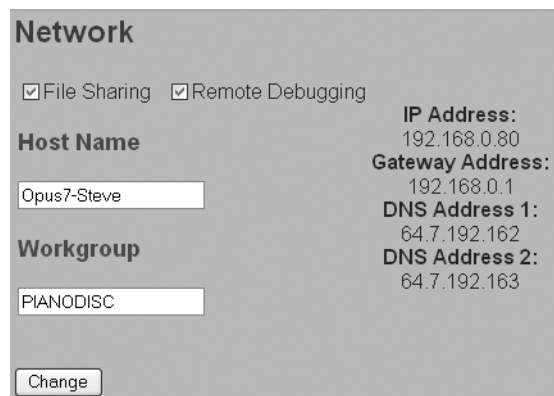 Network
File Sharing Remote Debugging
Host Name
Opus7-Steve
Workgroup
PIANODISC
Change
IP Address:
192.168.0.80
Gateway Address:
192.168.0.1
DNS Address 1:
64.7.192.162
DNS Address 2:
64.7.192.163